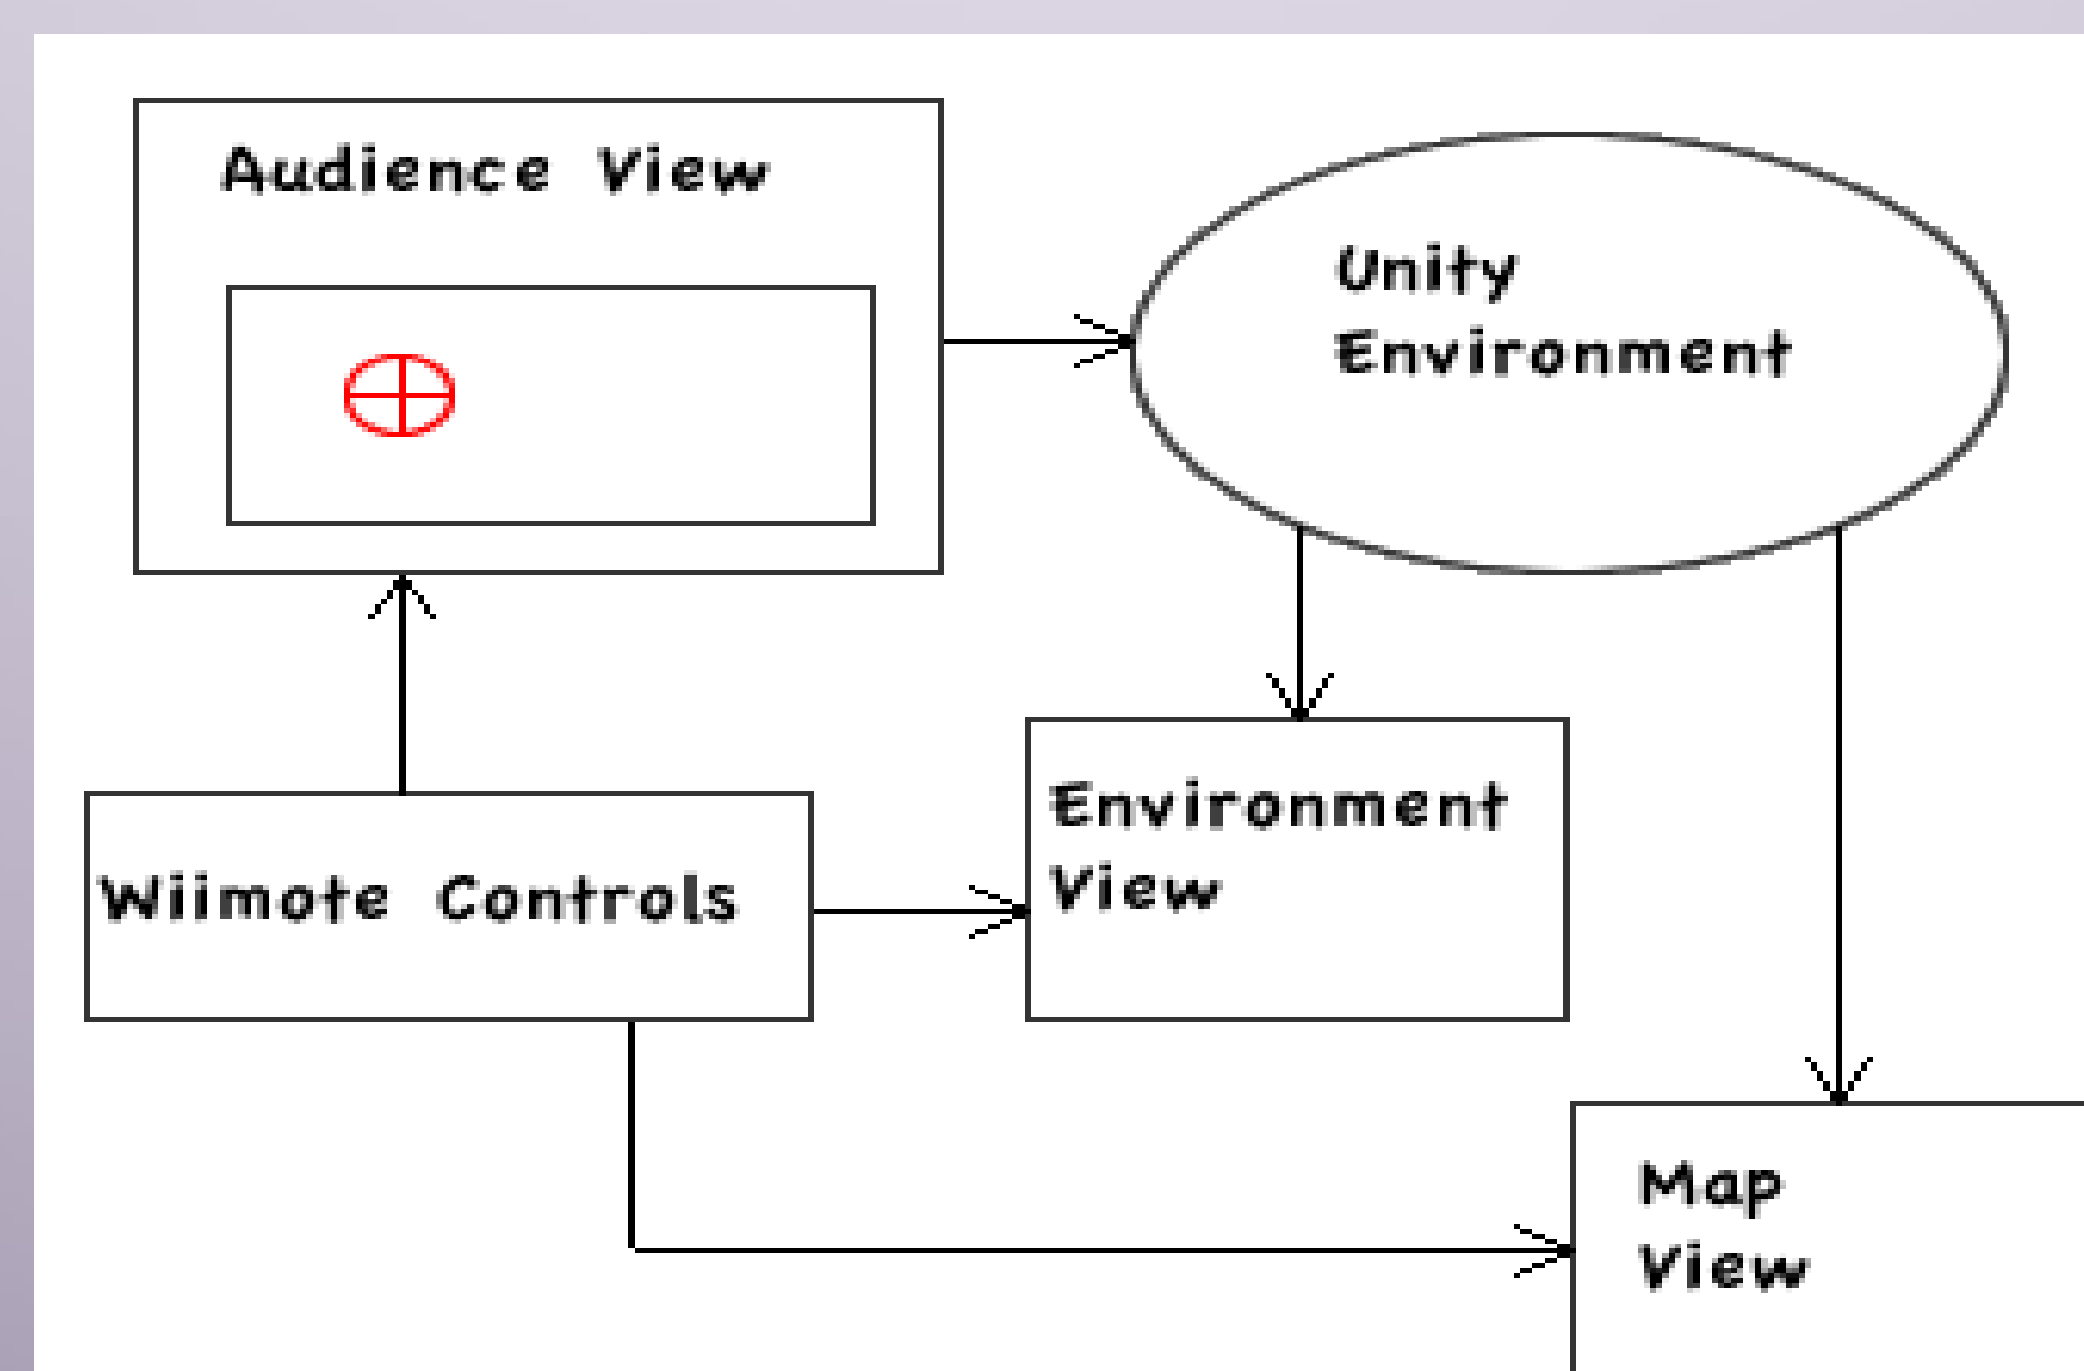 Audience View
Unity
Environment
Environment
View
Wiimote Controls
Map
View